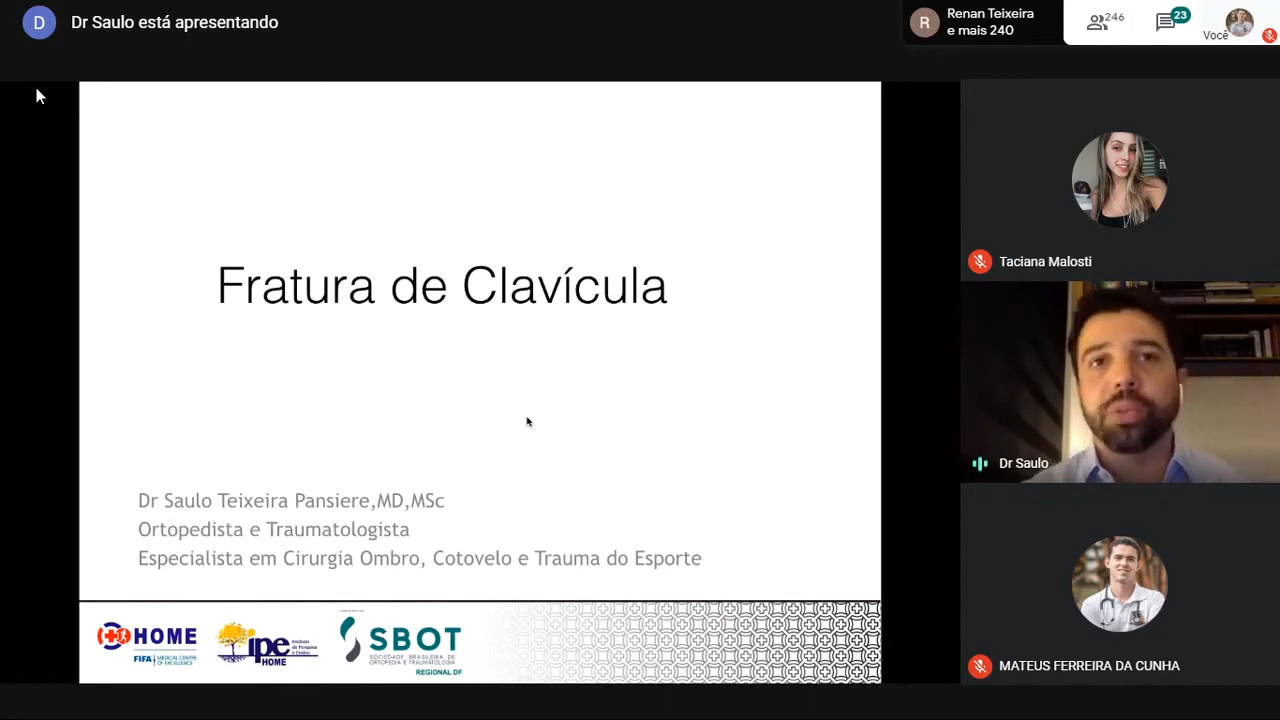 D
Dr Saulo está apresentando
R
Renan Teixeira
e mais 240
246
23
Você
Fratura de Clavícula
Dr Saulo Teixeira Pansiere,MD,MSc
Ortopedista e Traumatologista
Especialista em Cirurgia Ombro, Cotovelo e Trauma do Esporte
HOME
FIFA MEDICAL CENTRE
OF EXCELLENCE
ipe
HOME
SBOT
SOCIEDADE BRASILEIRA DE
ORTOPEDIA E TRAUMATOLOGIA
REGIONAL DF
Taciana Malosti
Dr Saulo
MATEUS FERREIRA DA CUNHA